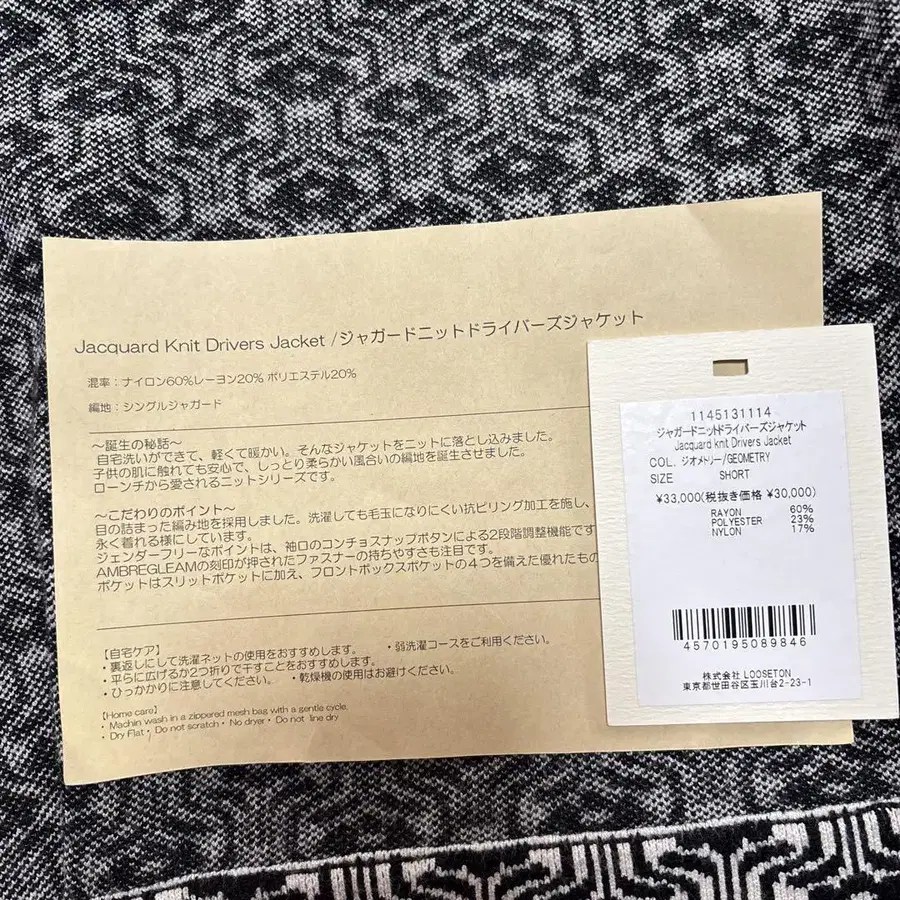 Jacquard Knit Drivers Jacket /ジャガードニットドライバーズジャケット
混率：ナイロン60%レーヨン20% ポリエステル20%
編地：シングルジャガード
～誕生の秘話～
自宅洗いができて、軽くて暖かい。そんなジャケットをニットに落とし込みました。
子供の肌に触れても安心で、しっとり柔らかい風合いの編地を誕生させました。
ローンチから愛されるニットシリーズです。
～こだわりのポイント～
目の詰まった編み地を採用しました。洗濯しても毛玉になりにくい抗ピリング加工を施し、
永く着れる様にしています。
ジェンダーフリーなポイントは、袖口のコンチョスナップボタンによる2段階調整機能です
AMBREGLEAMの刻印が押されたファスナーの持ちやすさも注目です。
ポケットはスリットポケットに加え、フロントボックスポケットの４つを備えた優れたもの
【自宅ケア】
・裏返しにして洗濯ネットの使用をおすすめします。 ・弱洗濯コースをご利用ください。
・平らに広げるか2つ折りで干すことをおすすめします。
・ひっかかりに注意してください。 ・乾燥機の使用はお避けください。
【Home care】
・Machin wash in a zippered mesh bag with a gentle cycle.
・Dry Flat・Do not scratch・No dryer・Do not line dry
1145131114
ジャガードニットドライバーズジャケット
Jacquard knit Drivers Jacket
COL. ジオメトリー/GEOMETRY
SIZE SHORT
¥33,000(税抜き価格 ¥30,000)
RAYON 60%
POLYESTER 23%
NYLON 17%
4570195089846
株式会社 LOOSETON
東京都世田谷区玉川台2-23-1